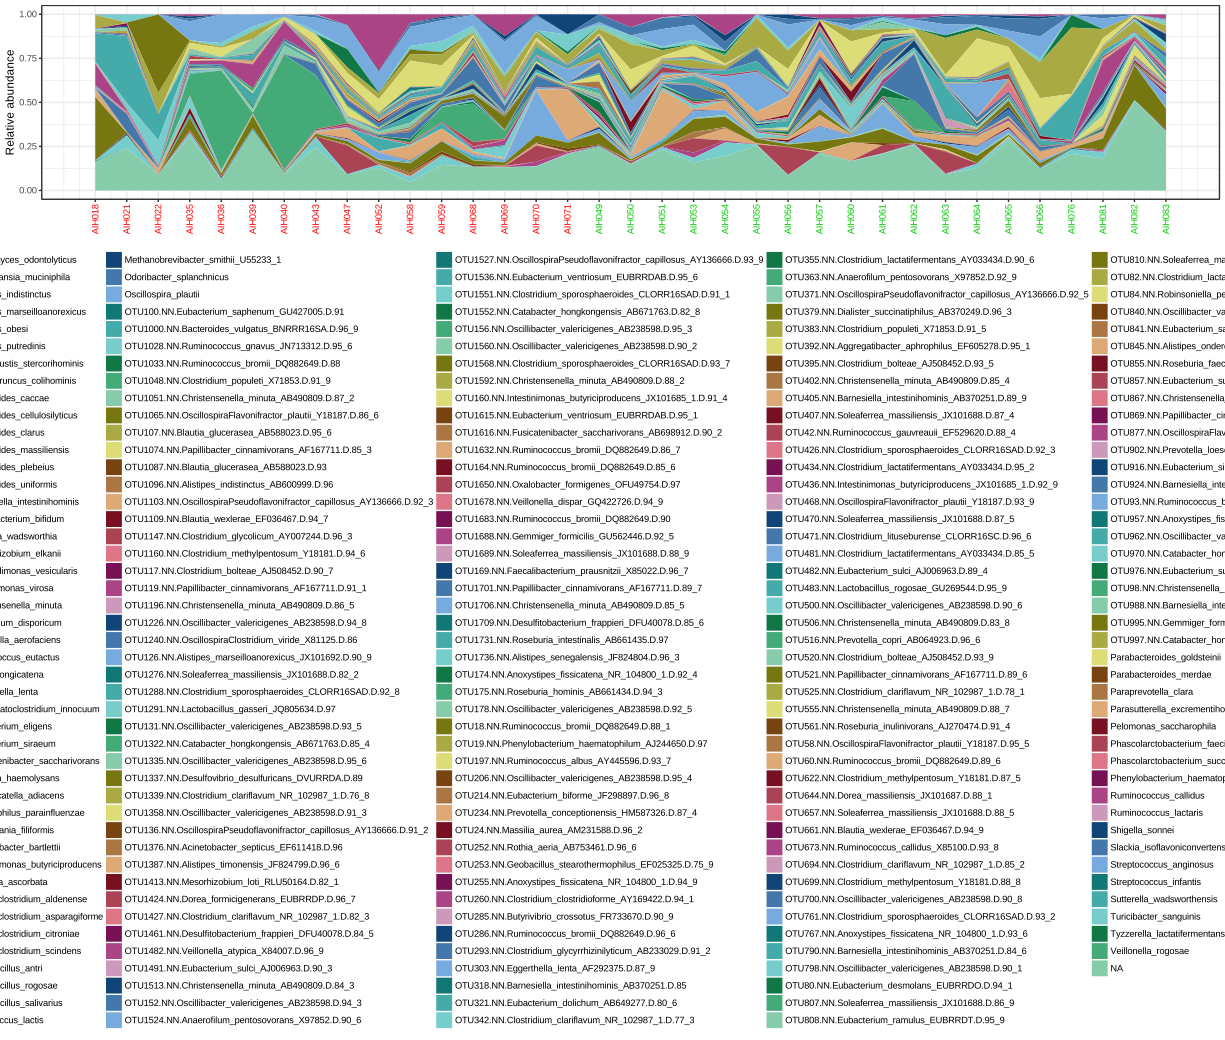 1.00
0.75
0.50
0.25
0.00
Relative abundance
AIH018
AIH021
AIH022
AIH035
AIH036
AIH039
AIH040
AIH043
AIH047
AIH052
AIH058
AIH059
AIH068
AIH069
AIH070
AIH071
AIH049
AIH050
AIH051
AIH053
AIH054
AIH055
AIH056
AIH057
AIH060
AIH061
AIH062
AIH063
AIH064
AIH065
AIH066
AIH076
AIH081
AIH082
AIH083
yces_odontolyticus
ansia_muciniphila
s_indistinctus
s_marseilloanorexicus
s_obesi
s_putredinis
ustis_stercorihominis
runcus_colihominis
ides_caccae
ides_cellulosilyticus
ides_clarus
ides_massiliensis
ides_plebeius
ides_uniformis
ella_intestinihominis
acterium_bifidum
a_wadsworthia
izobium_elkanii
dimonas_vesicularis
monas_virosa
nsenella_minuta
um_disporicum
lla_aerofaciens
occus_eutactus
ongicatena
ella_lenta
atoclostridium_innocuum
erium_eligens
erium_siraeum
enibacter_saccharivorans
a_haemolysans
catella_adiacens
philus_parainfluenzae
ania_filiformis
bacter_bartlettii
monas_butyriciproducens
a_ascorbata
clostridium_aldenense
clostridium_asparagiforme
clostridium_citroniae
clostridium_scindens
cillus_antri
cillus_rogosae
cillus_salivarius
ccus_lactis
Methanobrevibacter_smithii_U55233_1
Odoribacter_splanchnicus
Oscillospira_plautii
OTU100.NN.Eubacterium_saphenum_GU427005.D.91
OTU1000.NN.Bacteroides_vulgatus_BNRRR16SA.D.96_9
OTU1028.NN.Ruminococcus_gnavus_JN713312.D.95_6
OTU1033.NN.Ruminococcus_bromii_DQ882649.D.88
OTU1048.NN.Clostridium_populeti_X71853.D.91_9
OTU1051.NN.Christensenella_minuta_AB490809.D.87_2
OTU1065.NN.OscillospiraFlavonifractor_plautii_Y18187.D.86_6
OTU107.NN.Blautia_glucerasea_AB588023.D.95_6
OTU1074.NN.Papillibacter_cinnamivorans_AF167711.D.85_3
OTU1087.NN.Blautia_glucerasea_AB588023.D.93
OTU1096.NN.Alistipes_indistinctus_AB600999.D.96
OTU1103.NN.OscillospiraPseudoflavonifractor_capillosus_AY136666.D.92_3
OTU1109.NN.Blautia_wexlerae_EF036467.D.94_7
OTU1147.NN.Clostridium_glycolicum_AY007244.D.96_3
OTU1160.NN.Clostridium_methylpentosum_Y18181.D.94_6
OTU117.NN.Clostridium_bolteae_AJ508452.D.90_7
OTU119.NN.Papillibacter_cinnamivorans_AF167711.D.91_1
OTU1196.NN.Christensenella_minuta_AB490809.D.86_5
OTU1226.NN.Oscillibacter_valericigenes_AB238598.D.94_8
OTU1240.NN.OscillospiraClostridium_viride_X81125.D.86
OTU126.NN.Alistipes_marseilloanorexicus_JX101692.D.90_9
OTU1276.NN.Soleaferrea_massiliensis_JX101688.D.82_2
OTU1288.NN.Clostridium_sporosphaeroides_CLORR16SAD.D.92_8
OTU1291.NN.Lactobacillus_gasseri_JQ805634.D.97
OTU131.NN.Oscillibacter_valericigenes_AB238598.D.93_5
OTU1322.NN.Catabacter_hongkongensis_AB671763.D.85_4
OTU1335.NN.Oscillibacter_valericigenes_AB238598.D.95_6
OTU1337.NN.Desulfovibrio_desulfuricans_DVURRDA.D.89
OTU1339.NN.Clostridium_clariflavum_NR_102987_1.D.76_8
OTU1358.NN.Oscillibacter_valericigenes_AB238598.D.91_3
OTU136.NN.OscillospiraPseudoflavonifractor_capillosus_AY136666.D.91_2
OTU1376.NN.Acinetobacter_septicus_EF611418.D.96
OTU1387.NN.Alistipes_timonensis_JF824799.D.96_6
OTU1413.NN.Mesorhizobium_loti_RLU50164.D.82_1
OTU1424.NN.Dorea_formicigenerans_EUBRRDP.D.96_7
OTU1427.NN.Clostridium_clariflavum_NR_102987_1.D.82_3
OTU1461.NN.Desulfitobacterium_frappieri_DFU40078.D.84_5
OTU1482.NN.Veillonella_atypica_X84007.D.96_9
OTU1491.NN.Eubacterium_sulci_AJ006963.D.90_3
OTU1513.NN.Christensenella_minuta_AB490809.D.84_3
OTU152.NN.Oscillibacter_valericigenes_AB238598.D.94_3
OTU1524.NN.Anaerofilum_pentosovorans_X97852.D.90_6
OTU1527.NN.OscillospiraPseudoflavonifractor_capillosus_AY136666.D.93_9
OTU1536.NN.Eubacterium_ventriosum_EUBRRDAB.D.95_6
OTU1551.NN.Clostridium_sporosphaeroides_CLORR16SAD.D.91_1
OTU1552.NN.Catabacter_hongkongensis_AB671763.D.82_8
OTU156.NN.Oscillibacter_valericigenes_AB238598.D.95_3
OTU1560.NN.Oscillibacter_valericigenes_AB238598.D.90_2
OTU1568.NN.Clostridium_sporosphaeroides_CLORR16SAD.D.93_7
OTU1592.NN.Christensenella_minuta_AB490809.D.88_2
OTU160.NN.Intestinimonas_butyriciproducens_JX101685_1.D.91_4
OTU1615.NN.Eubacterium_ventriosum_EUBRRDAB.D.95_1
OTU1616.NN.Fusicatenibacter_saccharivorans_AB698912.D.90_2
OTU1632.NN.Ruminococcus_bromii_DQ882649.D.86_7
OTU164.NN.Ruminococcus_bromii_DQ882649.D.85_6
OTU1650.NN.Oxalobacter_formigenes_OFU49754.D.97
OTU1678.NN.Veillonella_dispar_GQ422726.D.94_9
OTU1683.NN.Ruminococcus_bromii_DQ882649.D.90
OTU1688.NN.Gemmiger_formicilis_GU562446.D.92_5
OTU1689.NN.Soleaferrea_massiliensis_JX101688.D.88_9
OTU169.NN.Faecalibacterium_prausnitzii_X85022.D.96_7
OTU1701.NN.Papillibacter_cinnamivorans_AF167711.D.89_7
OTU1706.NN.Christensenella_minuta_AB490809.D.85_5
OTU1709.NN.Desulfitobacterium_frappieri_DFU40078.D.85_6
OTU1731.NN.Roseburia_intestinalis_AB661435.D.97
OTU1736.NN.Alistipes_senegalensis_JF824804.D.96_3
OTU174.NN.Anoxystipes_fissicatena_NR_104800_1.D.92_4
OTU175.NN.Roseburia_hominis_AB661434.D.94_3
OTU178.NN.Oscillibacter_valericigenes_AB238598.D.92_5
OTU18.NN.Ruminococcus_bromii_DQ882649.D.88_1
OTU19.NN.Phenylobacterium_haematophilum_AJ244650.D.97
OTU197.NN.Ruminococcus_albus_AY445596.D.93_7
OTU206.NN.Oscillibacter_valericigenes_AB238598.D.95_4
OTU214.NN.Eubacterium_biforme_JF298897.D.96_8
OTU234.NN.Prevotella_conceptionensis_HM587326.D.87_4
OTU24.NN.Massilia_aurea_AM231588.D.96_2
OTU252.NN.Rothia_aeria_AB753461.D.96_6
OTU253.NN.Geobacillus_stearothermophilus_EF025325.D.75_9
OTU255.NN.Anoxystipes_fissicatena_NR_104800_1.D.94_9
OTU260.NN.Clostridium_clostridioforme_AY169422.D.94_1
OTU285.NN.Butyrivibrio_crossotus_FR733670.D.90_9
OTU286.NN.Ruminococcus_bromii_DQ882649.D.96_6
OTU293.NN.Clostridium_glycyrrhizinilyticum_AB233029.D.91_2
OTU303.NN.Eggerthella_lenta_AF292375.D.87_9
OTU318.NN.Barnesiella_intestinihominis_AB370251.D.85
OTU321.NN.Eubacterium_dolichum_AB649277.D.80_6
OTU342.NN.Clostridium_clariflavum_NR_102987_1.D.77_3
OTU355.NN.Clostridium_lactatifermentans_AY033434.D.90_6
OTU363.NN.Anaerofilum_pentosovorans_X97852.D.92_9
OTU371.NN.OscillospiraPseudoflavonifractor_capillosus_AY136666.D.92_5
OTU379.NN.Dialister_succinatiphilus_AB370249.D.96_3
OTU383.NN.Clostridium_populeti_X71853.D.91_5
OTU392.NN.Aggregatibacter_aphrophilus_EF605278.D.95_1
OTU395.NN.Clostridium_bolteae_AJ508452.D.93_5
OTU402.NN.Christensenella_minuta_AB490809.D.85_4
OTU405.NN.Barnesiella_intestinihominis_AB370251.D.89_9
OTU407.NN.Soleaferrea_massiliensis_JX101688.D.87_4
OTU42.NN.Ruminococcus_gauvreauii_EF529620.D.88_4
OTU426.NN.Clostridium_sporosphaeroides_CLORR16SAD.D.92_3
OTU434.NN.Clostridium_lactatifermentans_AY033434.D.95_2
OTU436.NN.Intestinimonas_butyriciproducens_JX101685_1.D.92_9
OTU468.NN.OscillospiraFlavonifractor_plautii_Y18187.D.93_9
OTU470.NN.Soleaferrea_massiliensis_JX101688.D.87_5
OTU471.NN.Clostridium_lituseburense_CLORR16SC.D.96_6
OTU481.NN.Clostridium_lactatifermentans_AY033434.D.85_5
OTU482.NN.Eubacterium_sulci_AJ006963.D.89_4
OTU483.NN.Lactobacillus_rogosae_GU269544.D.95_9
OTU500.NN.Oscillibacter_valericigenes_AB238598.D.90_6
OTU506.NN.Christensenella_minuta_AB490809.D.83_8
OTU516.NN.Prevotella_copri_AB064923.D.96_6
OTU520.NN.Clostridium_bolteae_AJ508452.D.93_9
OTU521.NN.Papillibacter_cinnamivorans_AF167711.D.89_6
OTU525.NN.Clostridium_clariflavum_NR_102987_1.D.78_1
OTU555.NN.Christensenella_minuta_AB490809.D.88_7
OTU561.NN.Roseburia_inulinivorans_AJ270474.D.91_4
OTU58.NN.OscillospiraFlavonifractor_plautii_Y18187.D.95_5
OTU60.NN.Ruminococcus_bromii_DQ882649.D.89_6
OTU622.NN.Clostridium_methylpentosum_Y18181.D.87_5
OTU644.NN.Dorea_massiliensis_JX101687.D.88_1
OTU657.NN.Soleaferrea_massiliensis_JX101688.D.88_5
OTU661.NN.Blautia_wexlerae_EF036467.D.94_9
OTU673.NN.Ruminococcus_callidus_X85100.D.93_8
OTU694.NN.Clostridium_clariflavum_NR_102987_1.D.85_2
OTU699.NN.Clostridium_methylpentosum_Y18181.D.88_8
OTU700.NN.Oscillibacter_valericigenes_AB238598.D.90_8
OTU761.NN.Clostridium_sporosphaeroides_CLORR16SAD.D.93_2
OTU767.NN.Anoxystipes_fissicatena_NR_104800_1.D.93_6
OTU790.NN.Barnesiella_intestinihominis_AB370251.D.84_6
OTU798.NN.Oscillibacter_valericigenes_AB238598.D.90_1
OTU80.NN.Eubacterium_desmolans_EUBRRDO.D.94_1
OTU807.NN.Soleaferrea_massiliensis_JX101688.D.86_9
OTU808.NN.Eubacterium_ramulus_EUBRRDT.D.95_9
OTU810.NN.Soleaferrea_ma
OTU82.NN.Clostridium_lacta
OTU84.NN.Robinsoniella_pe
OTU840.NN.Oscillibacter_va
OTU841.NN.Eubacterium_sa
OTU845.NN.Alistipes_onder
OTU855.NN.Roseburia_faec
OTU857.NN.Eubacterium_su
OTU867.NN.Christensenella_
OTU869.NN.Papillibacter_cin
OTU877.NN.OscillospiraFlav
OTU902.NN.Prevotella_loes
OTU916.NN.Eubacterium_si
OTU924.NN.Barnesiella_inte
OTU93.NN.Ruminococcus_b
OTU957.NN.Anoxystipes_fis
OTU962.NN.Oscillibacter_va
OTU970.NN.Catabacter_hon
OTU976.NN.Eubacterium_su
OTU98.NN.Christensenella_
OTU988.NN.Barnesiella_inte
OTU995.NN.Gemmiger_form
OTU997.NN.Catabacter_hon
Parabacteroides_goldsteinii
Parabacteroides_merdae
Paraprevotella_clara
Parasutterella_excrementiho
Pelomonas_saccharophila
Phascolarctobacterium_faeci
Phascolarctobacterium_succ
Phenylobacterium_haematop
Ruminococcus_callidus
Ruminococcus_lactaris
Shigella_sonnei
Slackia_isoflavoniconvertens
Streptococcus_anginosus
Streptococcus_infantis
Sutterella_wadsworthensis
Turicibacter_sanguinis
Tyzzerella_lactatifermentans
Veillonella_rogosae
NA